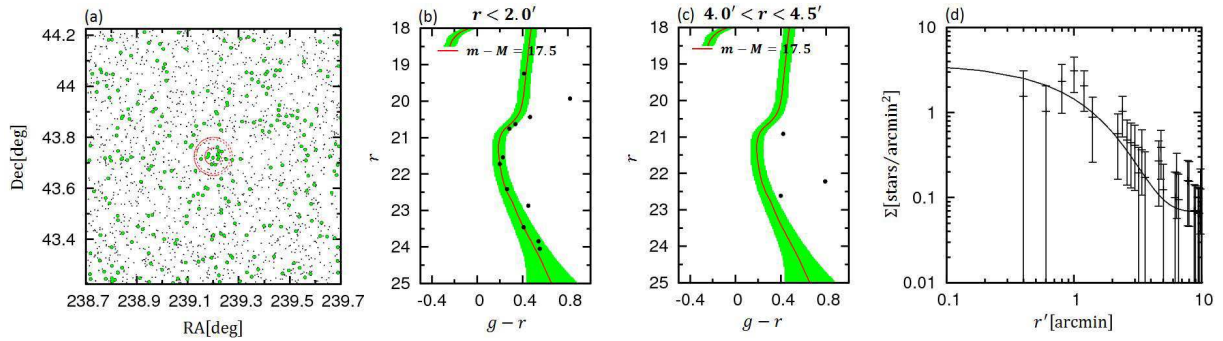 (a)
44.2
44
43.8
43.6
43.4
Dec[deg]
238.7 238.9 239.1 239.3 239.5 239.7
RA[deg]
(b)
r < 2.0′
18
19
20
21
22
23
24
25
r
m − M = 17.5
-0.4 0 0.4 0.8
g − r
(c)
4.0′ < r < 4.5′
18
19
20
21
22
23
24
25
r
m − M = 17.5
-0.4 0 0.4 0.8
g − r
(d)
10
1
0.1
0.01
Σ[stars/arcmin²]
0.1 1 10
r′[arcmin]